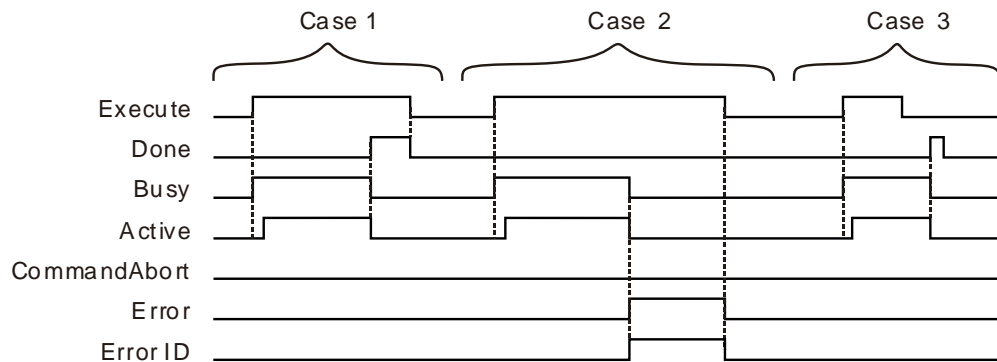 Case 1
Case 2
Case 3
Execute
Done
Busy
Active
CommandAbort
Error
Error ID